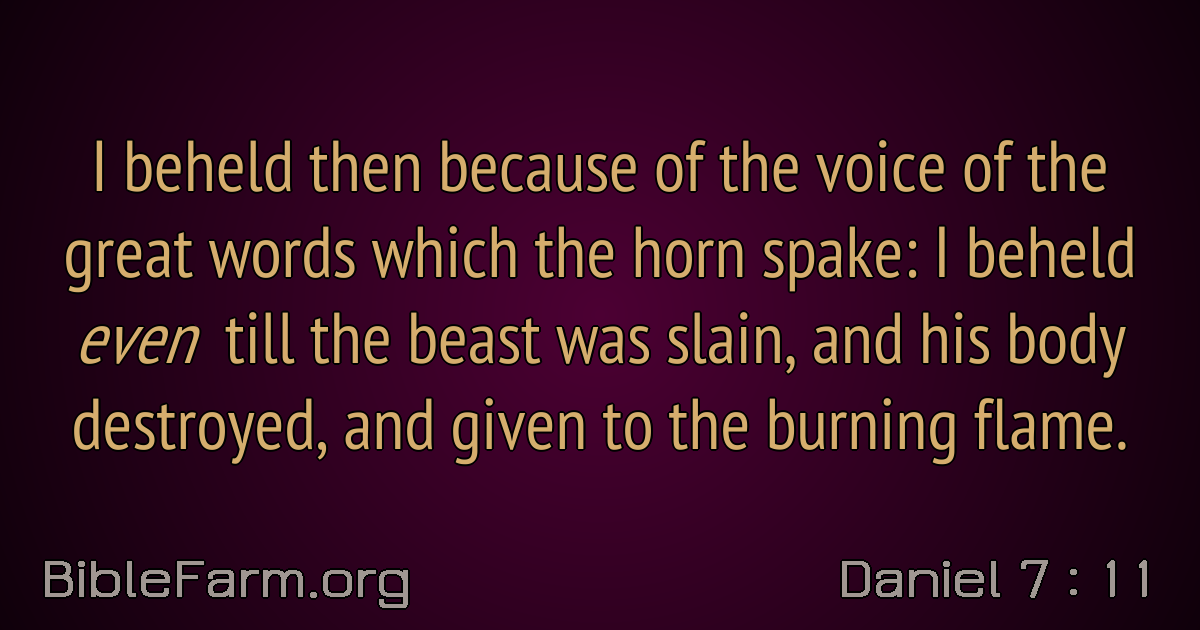 I beheld then because of the voice of the
great words which the horn spake: I beheld
even till the beast was slain, and his body
destroyed, and given to the burning flame.
BibleFarm.org
Daniel 7 : 11